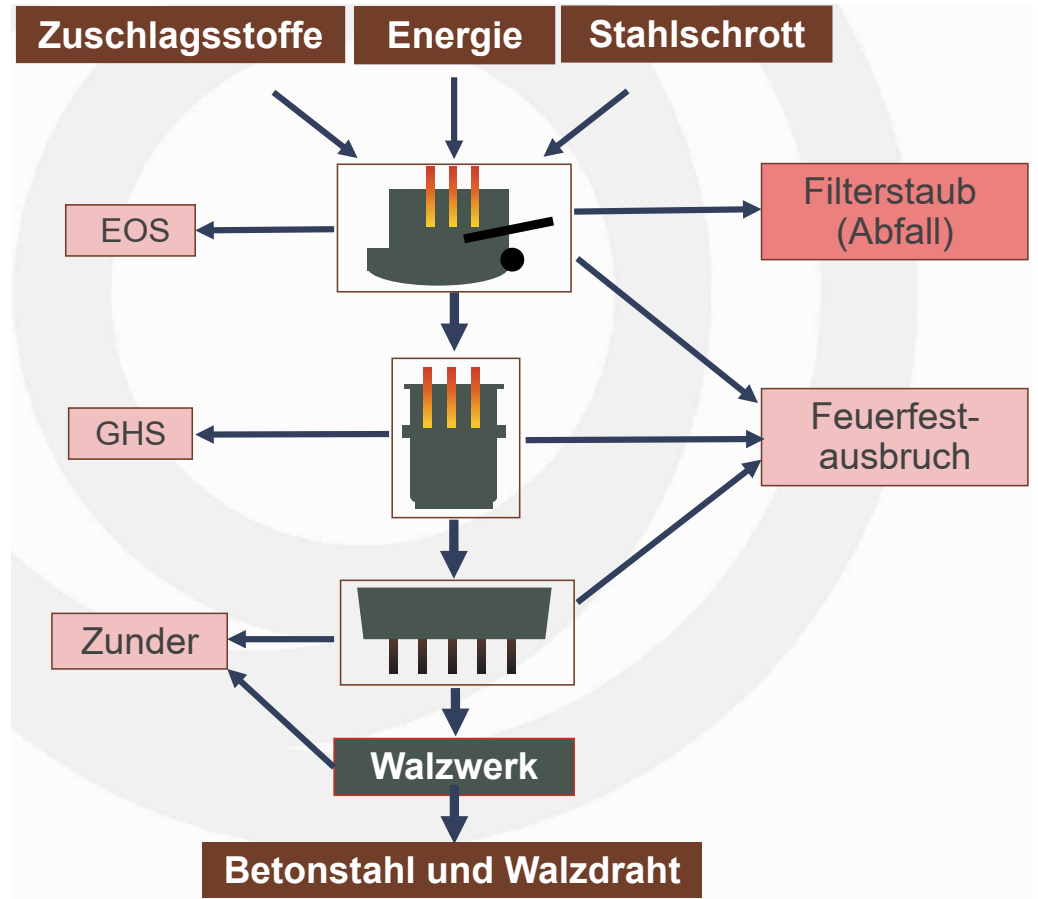 Zuschlagsstoffe
Energie
Stahlschrott
EOS
Filterstaub
(Abfall)
GHS
Feuerfest-
ausbruch
Zunder
Walzwerk
Betonstahl und Walzdraht